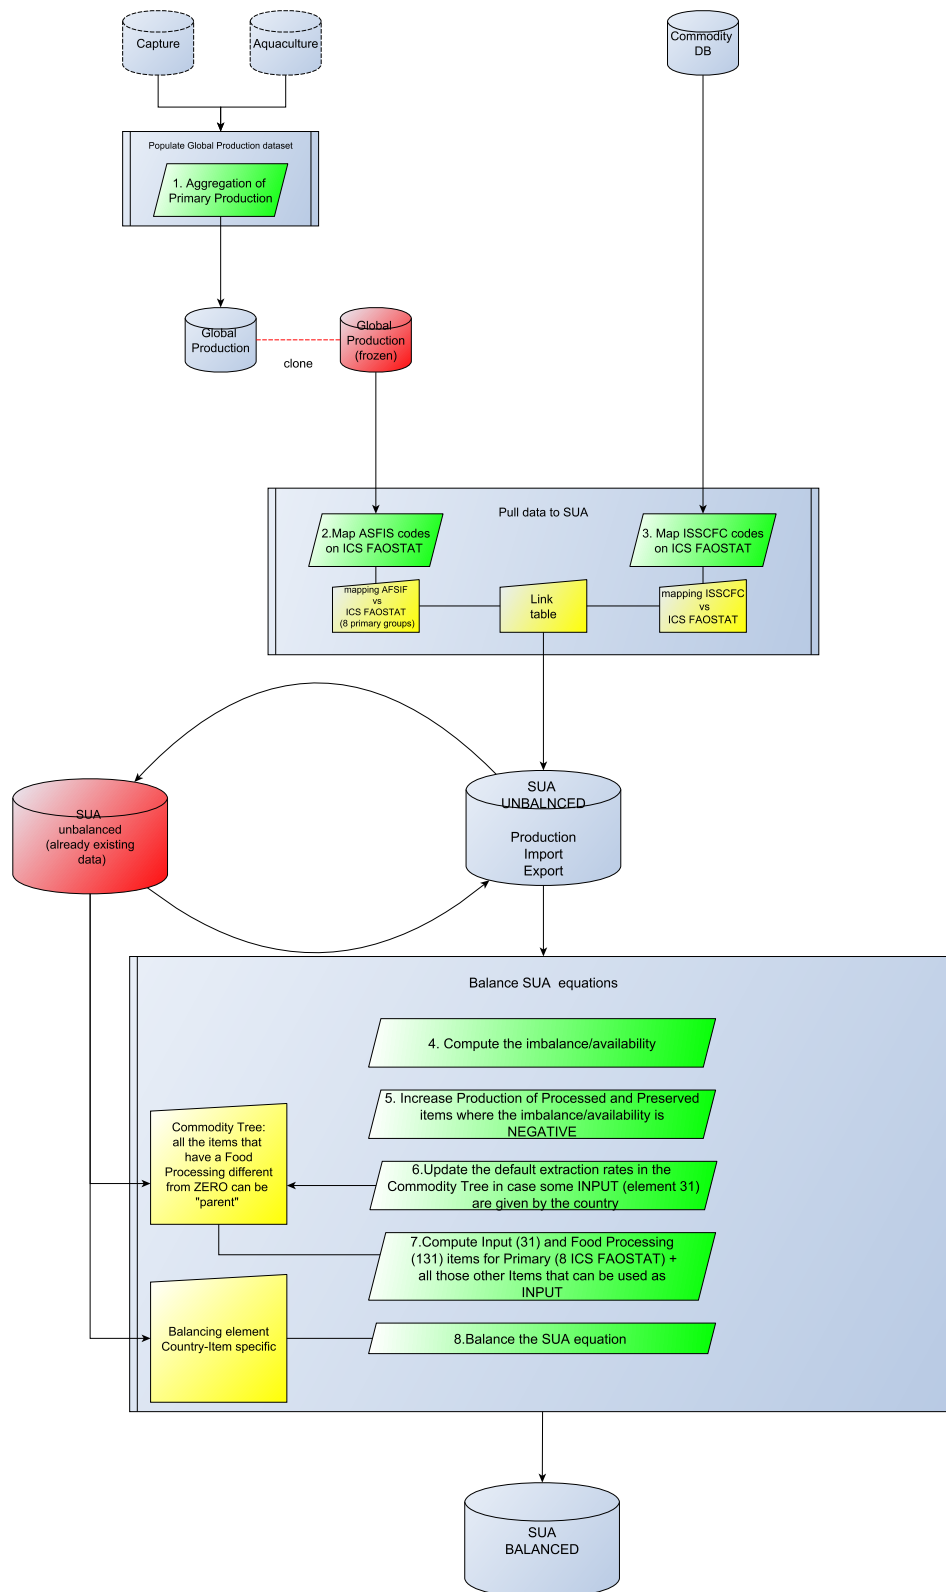 Capture
Aquaculture
Commodity
DB
Populate Global Production dataset
1. Aggregation of
Primary Production
Global
Production
clone
Global
Production
(frozen)
Pull data to SUA
2.Map ASFIS codes
on ICS FAOSTAT
3. Map ISSCFC codes
on ICS FAOSTAT
mapping AFSIF
vs
ICS FAOSTAT
(8 primary groups)
Link
table
mapping ISSCFC
vs
ICS FAOSTAT
SUA
unbalanced
(already existing
data)
SUA
UNBALNCED
Production
Import
Export
Balance SUA  equations
4. Compute the imbalance/availability
5. Increase Production of Processed and Preserved
items where the imbalance/availability is
NEGATIVE
Commodity Tree:
all the items that
have a Food
Processing different
from ZERO can be
"parent"
6.Update the default extraction rates in the
Commodity Tree in case some INPUT (element 31)
are given by the country
7.Compute Input (31) and Food Processing
(131) items for Primary (8 ICS FAOSTAT) +
all those other Items that can be used as
INPUT
Balancing element
Country-Item specific
8.Balance the SUA equation
SUA
BALANCED